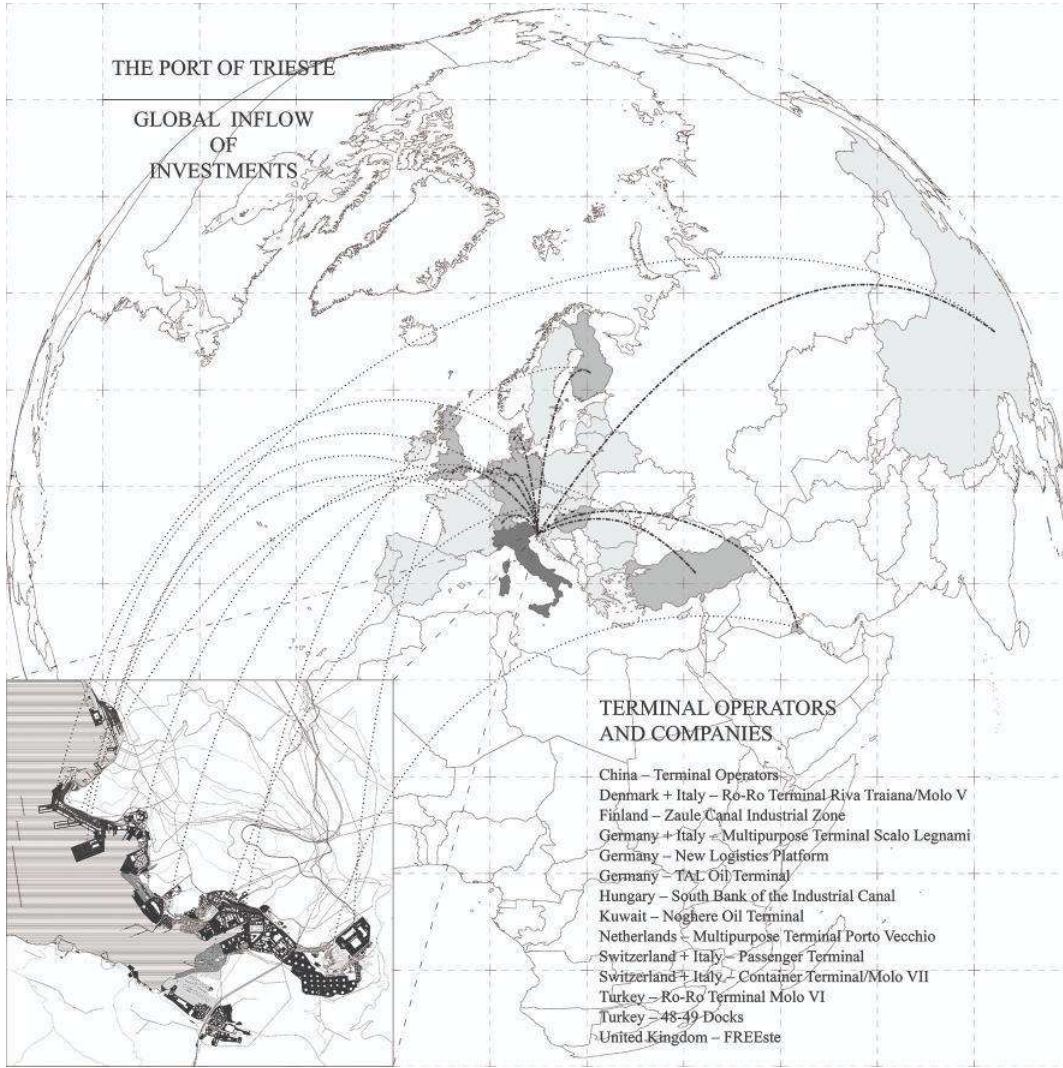 THE PORT OF TRIESTE
GLOBAL INFLOW
OF
INVESTMENTS
TERMINAL OPERATORS
AND COMPANIES
China – Terminal Operators
Denmark + Italy – Ro-Ro Terminal Riva Traiana/Molo V
Finland – Zaule Canal Industrial Zone
Germany + Italy – Multipurpose Terminal Scalo Legnami
Germany – New Logistics Platform
Germany – TAL Oil Terminal
Hungary – South Bank of the Industrial Canal
Kuwait – Noghere Oil Terminal
Netherlands – Multipurpose Terminal Porto Vecchio
Switzerland + Italy – Passenger Terminal
Switzerland + Italy – Container Terminal/Molo VII
Turkey – Ro-Ro Terminal Molo VI
Turkey – 48-49 Docks
United Kingdom – FREEste